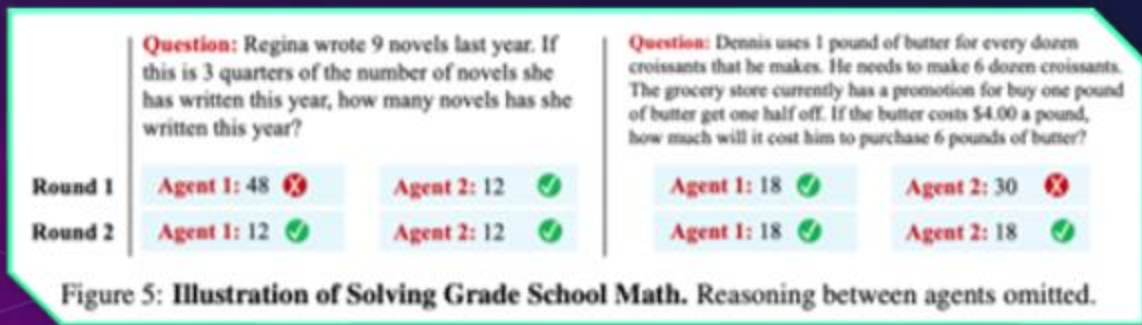 Question: Regina wrote 9 novels last year. If
this is 3 quarters of the number of novels she
has written this year, how many novels has she
written this year?
Question: Dennis uses 1 pound of butter for every dozen
croissants that he makes. He needs to make 6 dozen croissants.
The grocery store currently has a promotion for buy one pound
of butter get one half off. If the butter costs $4.00 a pound,
how much will it cost him to purchase 6 pounds of butter?
Round 1 Agent 1: 48 Agent 2: 12 Agent 1: 18 Agent 2: 30
Round 2 Agent 1: 12 Agent 2: 12 Agent 1: 18 Agent 2: 18
Figure 5: Illustration of Solving Grade School Math. Reasoning between agents omitted.